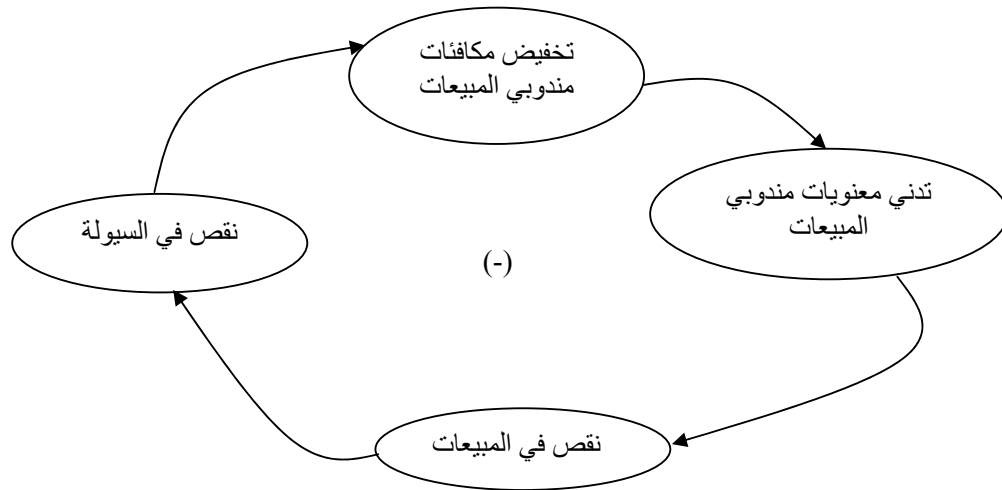 تخفيض مكافئات
مندوبي المبيعات
تدني معنويات مندوبي
المبيعات
نقص في السيولة
(-)
نقص في المبيعات